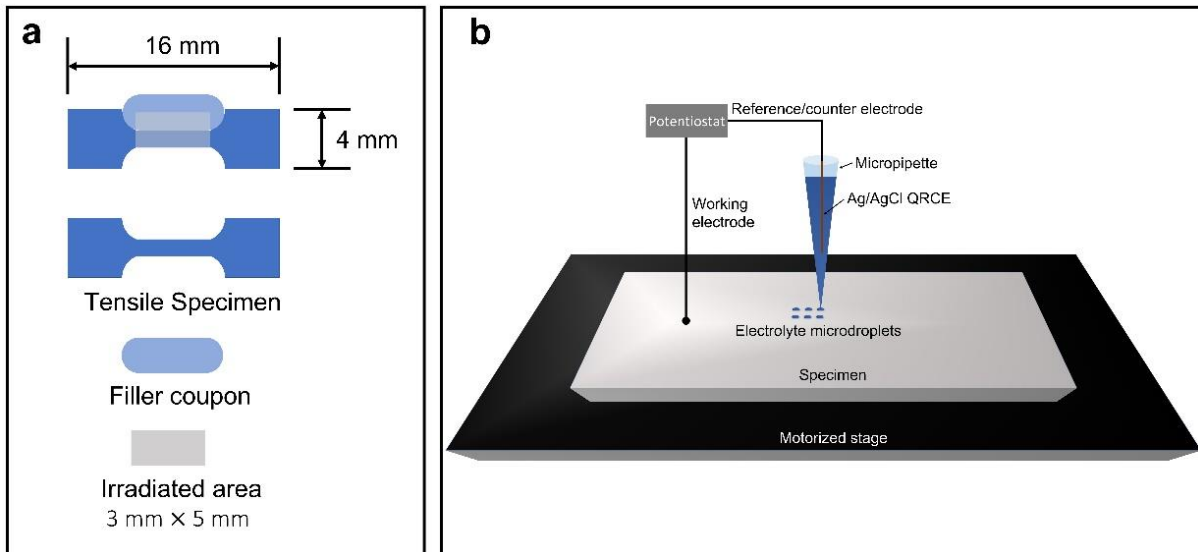 a
16 mm
4 mm
Tensile Specimen
Filler coupon
Irradiated area
3 mm × 5 mm
b
Reference/counter electrode
Potentiostat
Micropipette
Ag/AgCl QRCE
Working
electrode
Electrolyte microdroplets
Specimen
Motorized stage